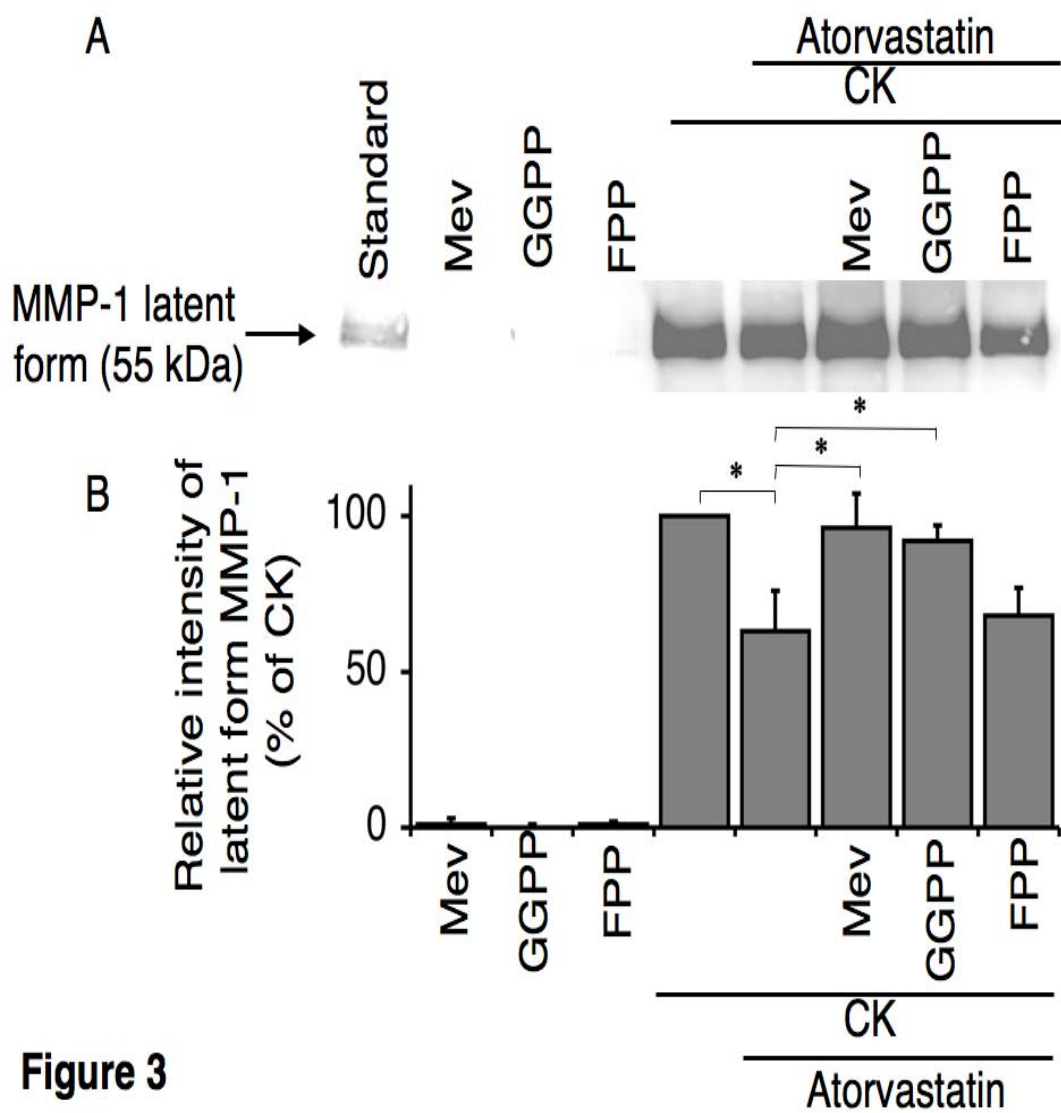 A
Atorvastatin
CK
Standard
Mev
GGPP
FPP
Mev
GGPP
FPP
MMP-1 latent
form (55 kDa)
*
*
*
B
Relative intensity of
latent form MMP-1
(% of CK)
100
50
0
Mev
GGPP
FPP
Mev
GGPP
FPP
CK
Atorvastatin
Figure 3